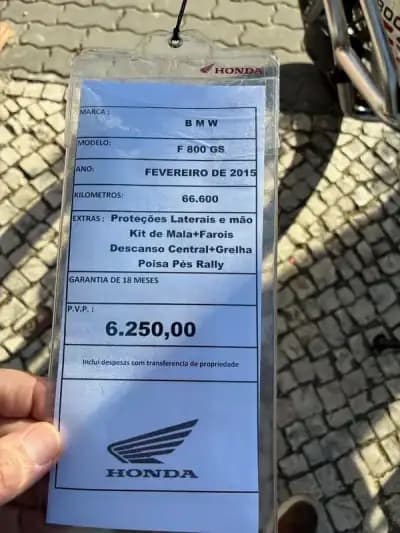 HONDA
MARCA :
B M W
MODELO:
F 800 GS
ANO:
FEVEREIRO DE 2015
KILOMETROS:
66.600
EXTRAS : Proteções Laterais e mão
Kit de Mala+Farois
Descanso Central+Grelha
Poisa Pés Rally
GARANTIA DE 18 MESES
P.V.P. :
6.250,00
Inclui despezas com transferencia de propriedade
HONDA